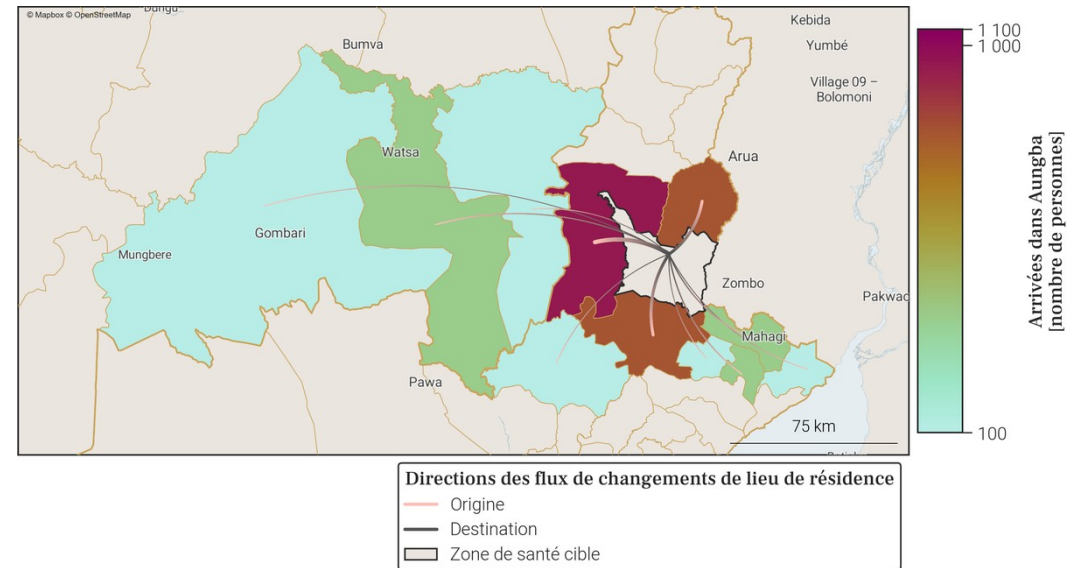 © Mapbox © OpenStreetMap
Dungu
Kebida
Bumva
Yumbé
Village 09 –
Bolomoni
Watsa
Arua
Gombari
Mungbere
Zombo
Pakwac
Mahagi
Pawa
75 km
1 100
1 000
100
Arrivées dans Aungba
[nombre de personnes]
Directions des flux de changements de lieu de résidence
Origine
Destination
Zone de santé cible